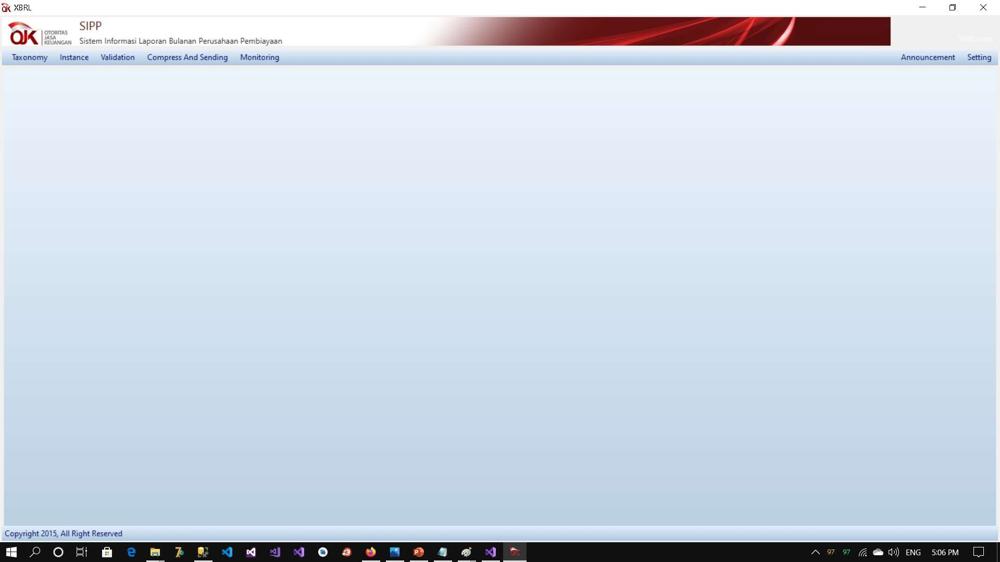 XBRL
OJK OTORITAS JASA KEUANGAN
SIPP
Sistem Informasi Laporan Bulanan Perusahaan Pembiayaan
Welcome,
Taxonomy Instance Validation Compress And Sending Monitoring Announcement Setting
Copyright 2015, All Right Reserved
97 97 ENG 5:06 PM